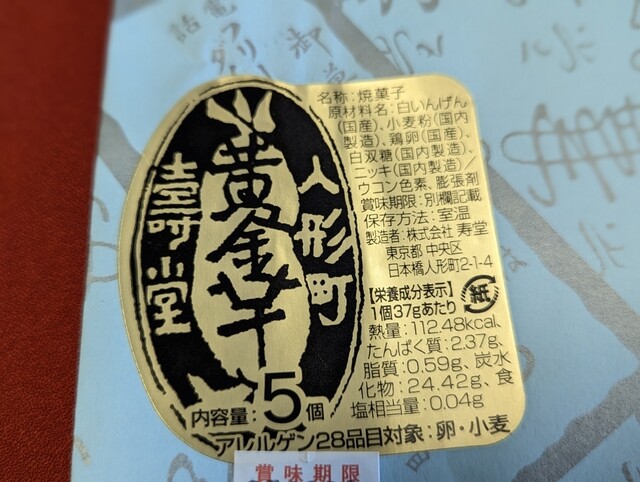 人形町
黄金芋
壽堂
内容量:5個
名称:焼菓子
原材料名:白いんげん
(国産)、小麦粉(国内
製造)、鶏卵(国産)、
白双糖(国内製造)、
ニッキ(国内製造)/
ウコン色素、膨張剤
賞味期限:別欄記載
保存方法:室温
製造者:株式会社 寿堂
東京都 中央区
日本橋人形町2-1-4
【栄養成分表示】
1個37gあたり
紙
熱量:112.48kcal、
たんぱく質:2.37g、
脂質:0.59g、炭水
化物:24.42g、食
塩相当量:0.04g
アレルゲン28品目対象:卵・小麦
賞味期限
電話
御